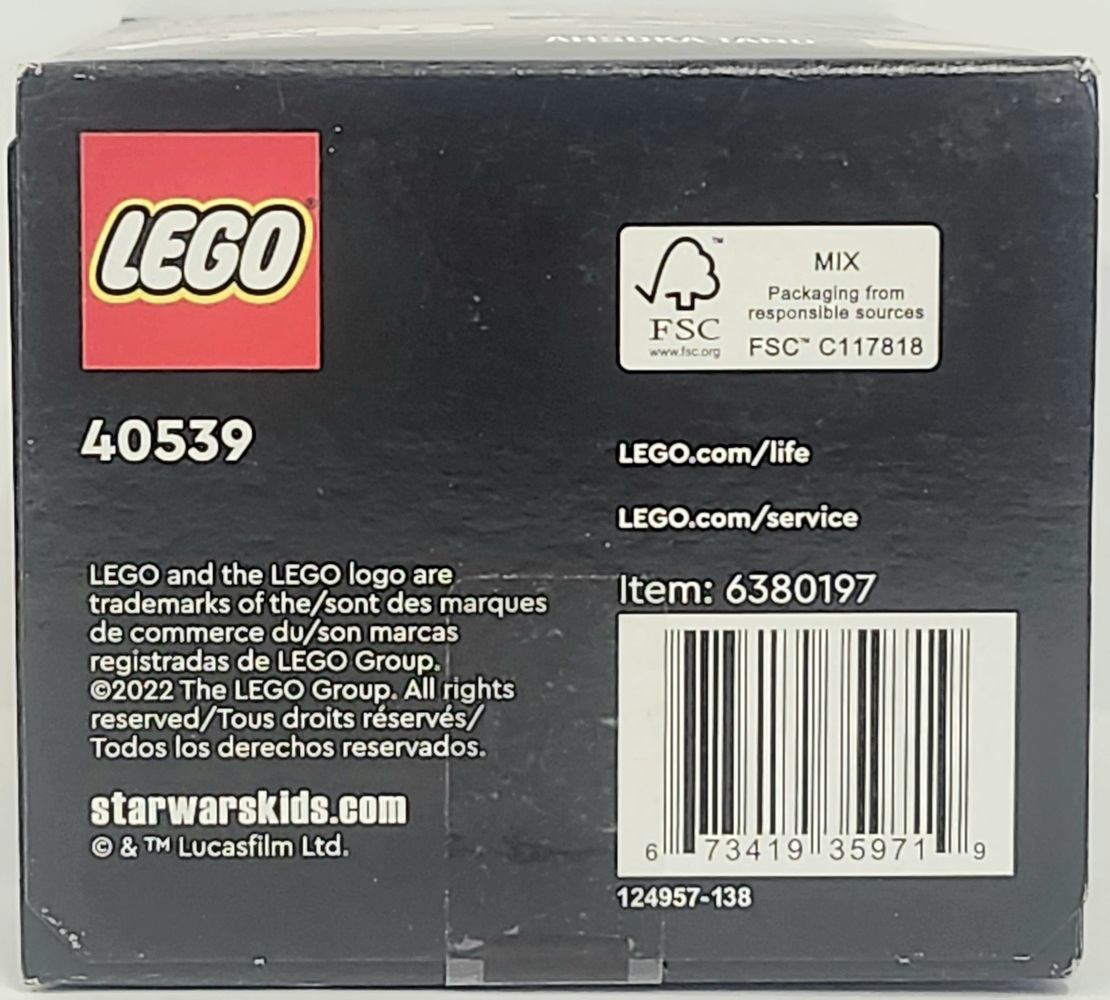 AHSOKA TANO
LEGO®
40539
LEGO and the LEGO logo are
trademarks of the/sont des marques
de commerce du/son marcas
registradas de LEGO Group.
©2022 The LEGO Group. All rights
reserved/Tous droits réservés/
Todos los derechos reservados.
starwarskids.com
© & ™ Lucasfilm Ltd.
™
FSC
www.fsc.org
MIX
Packaging from
responsible sources
FSC™ C117818
LEGO.com/life
LEGO.com/service
Item: 6380197
6 73419 35971 9
124957-138